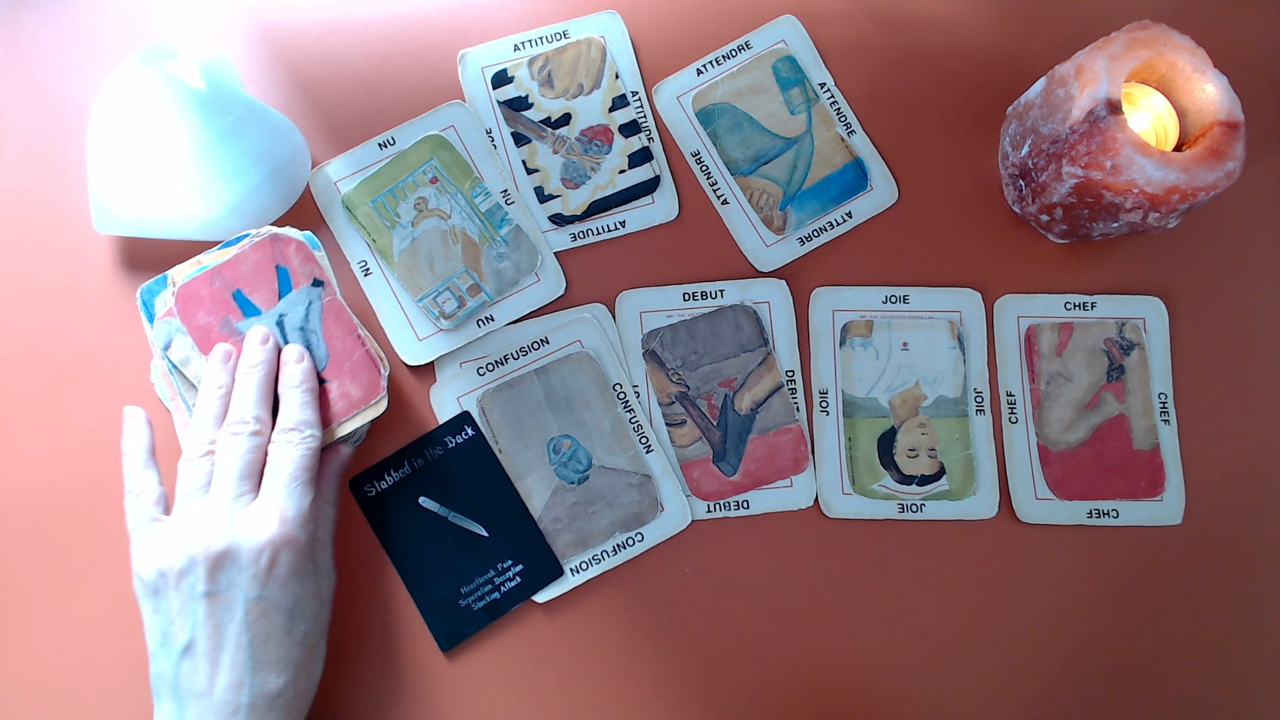 ATTITUDE
ATTITUDE
ATTITUDE
ATTENDRE
ATTENDRE
ATTENDRE
ATTENDRE
NU
NU
NU
NU
CONFUSION
CONFUSION
CONFUSION
DEBUT
DEBUT
DEBUT
JOIE
JOIE
JOIE
JOIE
CHEF
CHEF
CHEF
CHEF
Stabbed in the Back
Heartbreak, Pain
Separation, Deception
Shocking Attack